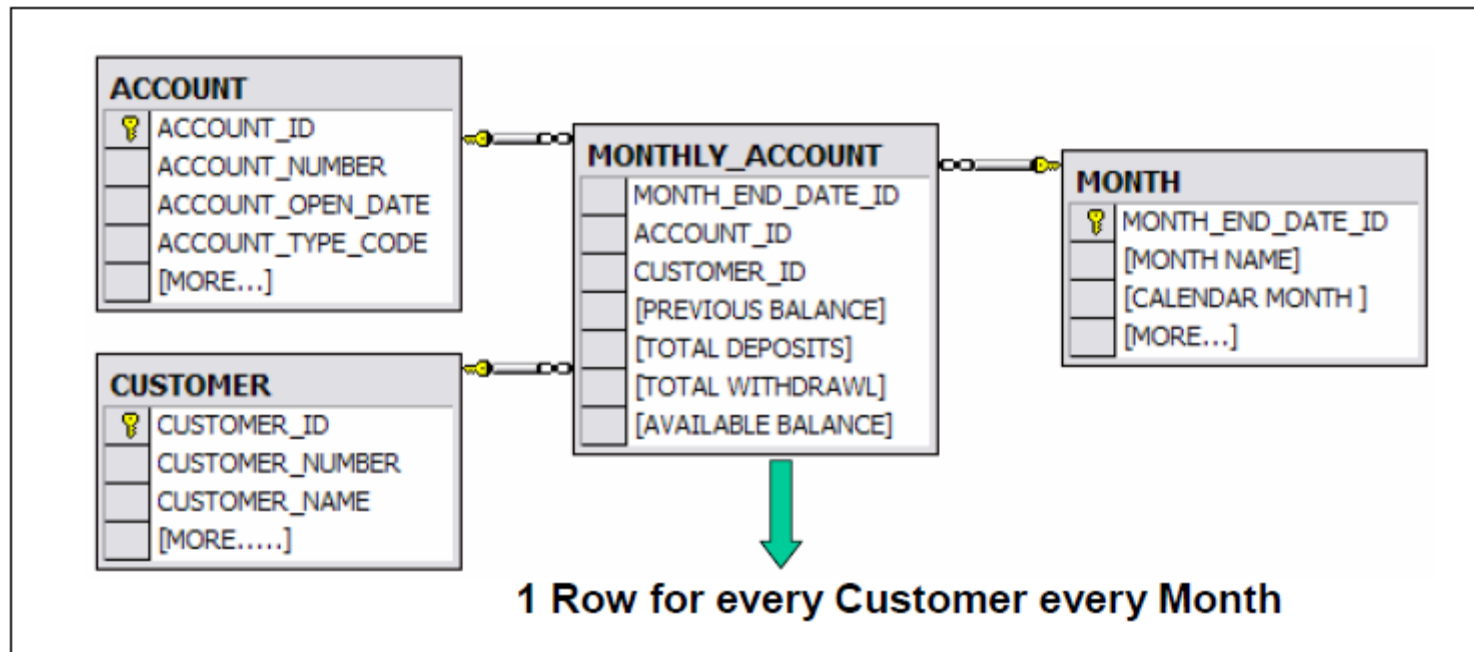 ACCOUNT
ACCOUNT_ID
ACCOUNT_NUMBER
ACCOUNT_OPEN_DATE
ACCOUNT_TYPE_CODE
[MORE...]
CUSTOMER
CUSTOMER_ID
CUSTOMER_NUMBER
CUSTOMER_NAME
[MORE.....]
MONTHLY_ACCOUNT
MONTH_END_DATE_ID
ACCOUNT_ID
CUSTOMER_ID
[PREVIOUS BALANCE]
[TOTAL DEPOSITS]
[TOTAL WITHDRAWL]
[AVAILABLE BALANCE]
MONTH
MONTH_END_DATE_ID
[MONTH NAME]
[CALENDAR MONTH ]
[MORE...]
1 Row for every Customer every Month